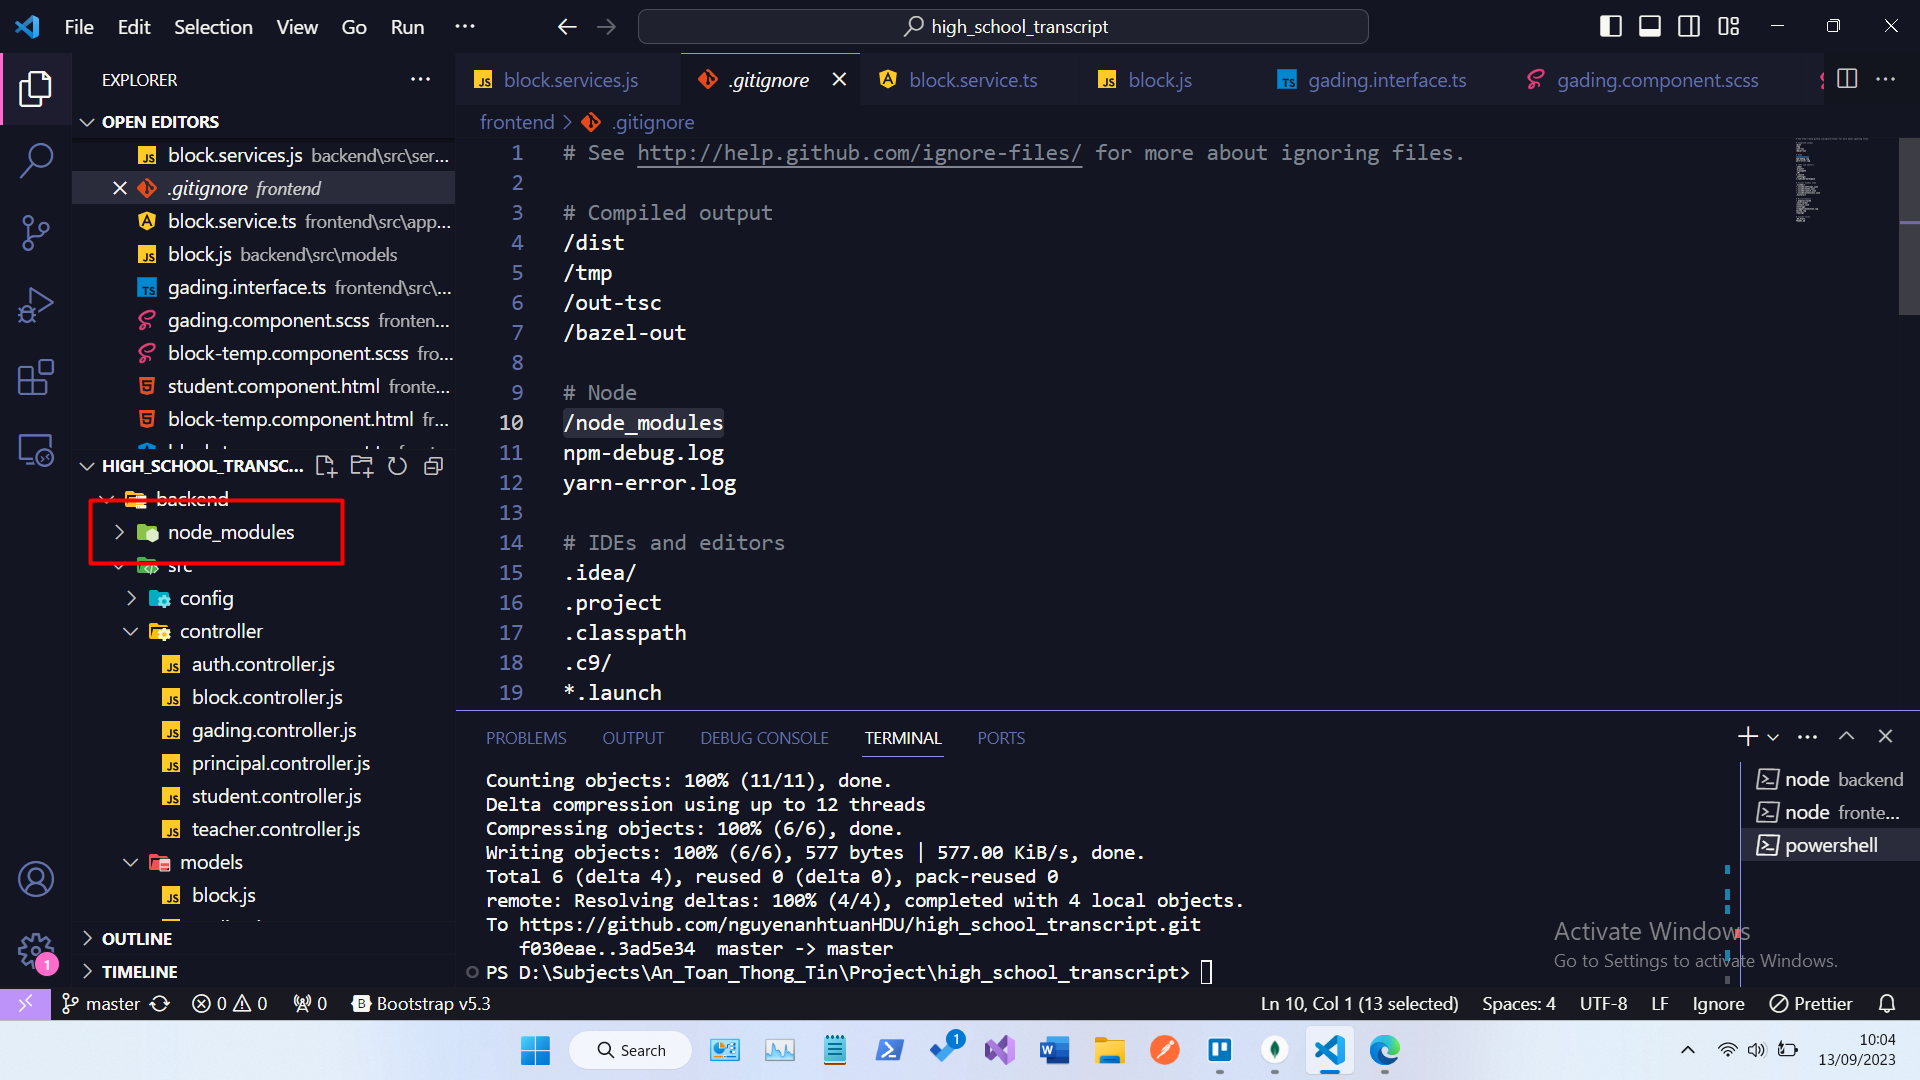 File Edit Selection View Go Run ···
high_school_transcript
EXPLORER
OPEN EDITORS
block.services.js backend\src\ser...
.gitignore frontend
block.service.ts frontend\src\app...
block.js backend\src\models
gading.interface.ts frontend\src\...
gading.component.scss fronten...
block-temp.component.scss fro...
student.component.html fronte...
block-temp.component.html fr...
HIGH_SCHOOL_TRANSC...
backend
node_modules
src
config
controller
auth.controller.js
block.controller.js
gading.controller.js
principal.controller.js
student.controller.js
teacher.controller.js
models
block.js
OUTLINE
TIMELINE
block.services.js .gitignore block.service.ts block.js gading.interface.ts gading.component.scss
frontend > .gitignore
1 # See http://help.github.com/ignore-files/ for more about ignoring files.
2
3 # Compiled output
4 /dist
5 /tmp
6 /out-tsc
7 /bazel-out
8
9 # Node
10 /node_modules
11 npm-debug.log
12 yarn-error.log
13
14 # IDEs and editors
15 .idea/
16 .project
17 .classpath
18 .c9/
19 *.launch
PROBLEMS OUTPUT DEBUG CONSOLE TERMINAL PORTS
Counting objects: 100% (11/11), done.
Delta compression using up to 12 threads
Compressing objects: 100% (6/6), done.
Writing objects: 100% (6/6), 577 bytes | 577.00 KiB/s, done.
Total 6 (delta 4), reused 0 (delta 0), pack-reused 0
remote: Resolving deltas: 100% (4/4), completed with 4 local objects.
To https://github.com/nguyenanhtuanHDU/high_school_transcript.git
f030eae..3ad5e34 master -> master
PS D:\Subjects\An_Toan_Thong_Tin\Project\high_school_transcript>
node backend
node fronte...
powershell
Activate Windows
Go to Settings to activate Windows.
1
master 0 0 0 Bootstrap v5.3
Ln 10, Col 1 (13 selected) Spaces: 4 UTF-8 LF Ignore Prettier
Search
1
10:04
13/09/2023